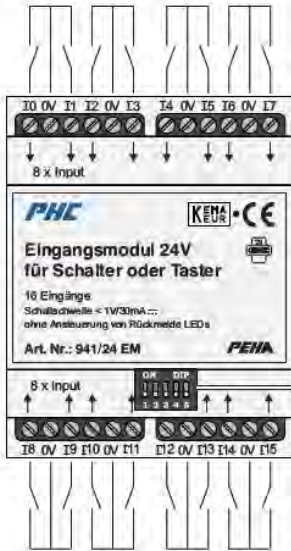 I0 0V I1 I2 0V I3 I4 0V I5 I6 0V I7
8 x Input
PHC KEMA EUR CE
Eingangsmodul 24V
für Schalter oder Taster
16 Eingänge
Schaltschwelle < 1V/30mA
ohne Ansteuerung von Rückmelde LEDs
Art. Nr.: 941/24 EM PEHA
8 x Input
ON DIP
1 2 3 4 5
I8 0V I9 I10 0V I11 I12 0V I13 I14 0V I15